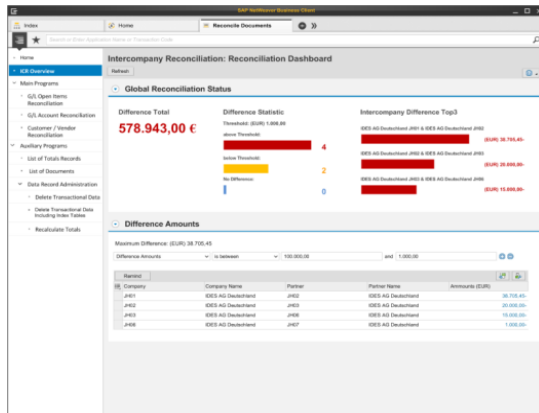 SAP NetWeaver Business Client
Index
Home
Reconcile Documents
Search or Enter Application Name or Transaction Code
Home
ICR Overview
Main Programs
G/L Open Items
Reconciliation
G/L Account Reconciliation
Customer / Vendor
Reconciliation
Auxiliary Programs
List of Totals Records
List of Documents
Data Record Administration
Delete Transactional Data
Delete Transactional Data
Including Index Tables
Recalculate Totals
Intercompany Reconciliation: Reconciliation Dashboard
Refresh
Global Reconciliation Status
Difference Total
578.943,00 €
Difference Statistic
Threshold: (EUR) 1.000,00
above Threshold:
4
below Threshold:
2
No Difference:
0
Intercompany Difference Top3
IDES AG Deutschland JH01 & IDES AG Deutschland JH02
(EUR) 38.705,45-
IDES AG Deutschland JH02 & IDES AG Deutschland JH03
(EUR) 20.000,00-
IDES AG Deutschland JH03 & IDES AG Deutschland JH06
(EUR) 15.000,00-
Difference Amounts
Maximum Difference: (EUR) 38.705,45
Difference Amounts is between 100.000,00 and 1.000,00
Remind
Company Company Name Partner Partner Name Ammounts (EUR)
JH01 IDES AG Deutschland JH02 IDES AG Deutschland 38.705,45-
JH02 IDES AG Deutschland JH03 IDES AG Deutschland 20.000,00-
JH03 IDES AG Deutschland JH06 IDES AG Deutschland 15.000,00-
JH06 IDES AG Deutschland JH07 IDES AG Deutschland 1.000,00-